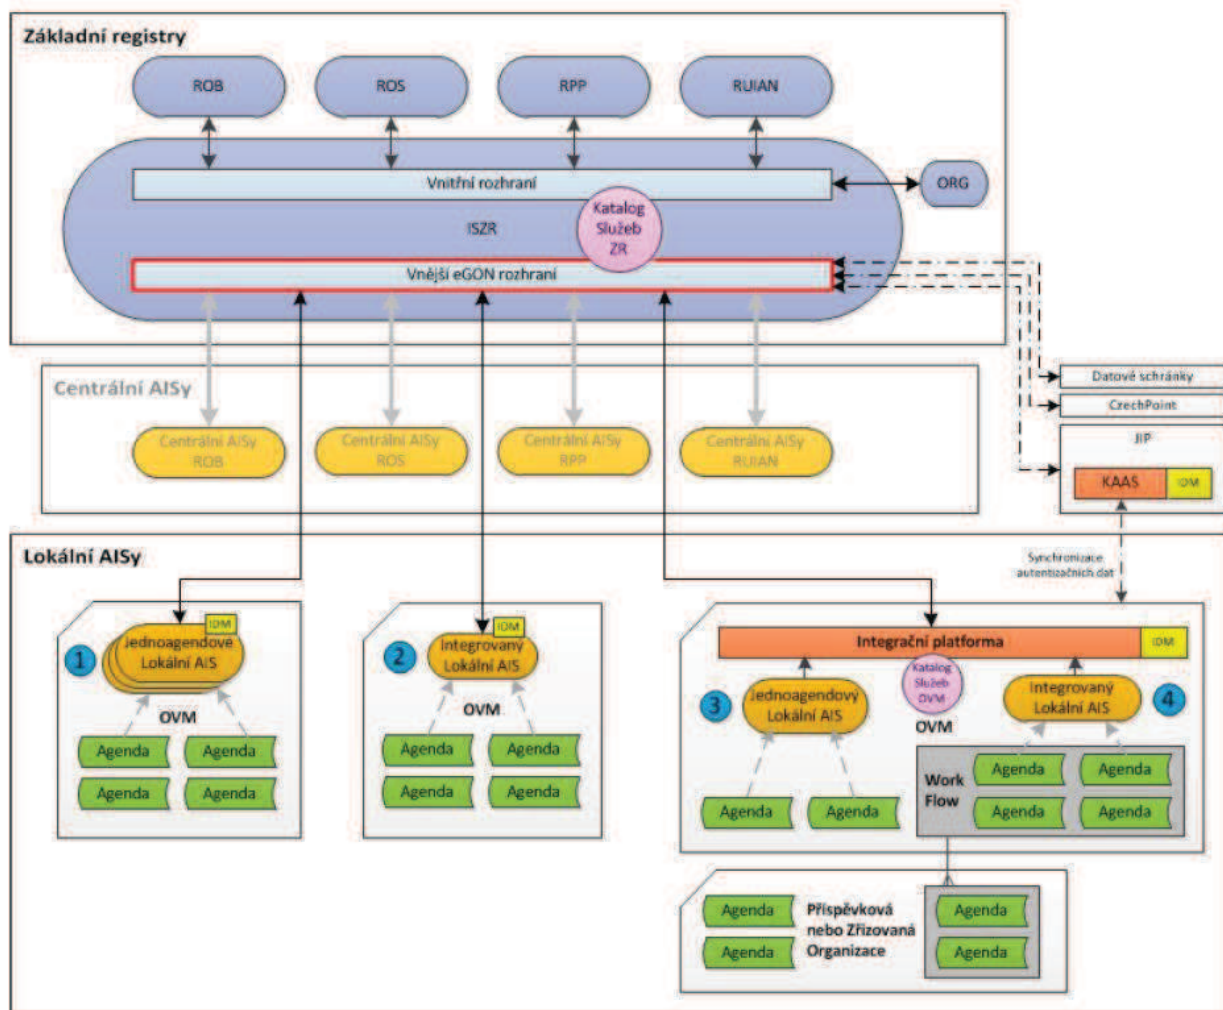 Základní registry
ROB
ROS
RPP
RUIAN
Vnitřní rozhraní
ORG
Katalog
Služeb
ZR
ISZR
Vnější eGON rozhraní
Centrální AISy
Datové schránky
CzechPoint
JIP
KAAS
IDM
Centrální AISy
ROB
Centrální AISy
ROS
Centrální AISy
RPP
Centrální AISy
RUIAN
Lokální AISy
Synchronizace
autentizačních dat
1
IDM
Jednoagendové
Lokální AIS
OVM
Agenda
Agenda
Agenda
Agenda
2
IDM
Integrovaný
Lokální AIS
OVM
Agenda
Agenda
Agenda
Agenda
Integrační platforma
IDM
3
Jednoagendový
Lokální AIS
Katalog
Služeb
OVM
OVM
Integrovaný
Lokální AIS
4
Agenda
Agenda
Work
Flow
Agenda
Agenda
Agenda
Agenda
Agenda
Agenda
Příspěvková
nebo Zřizovaná
Organizace
Agenda
Agenda